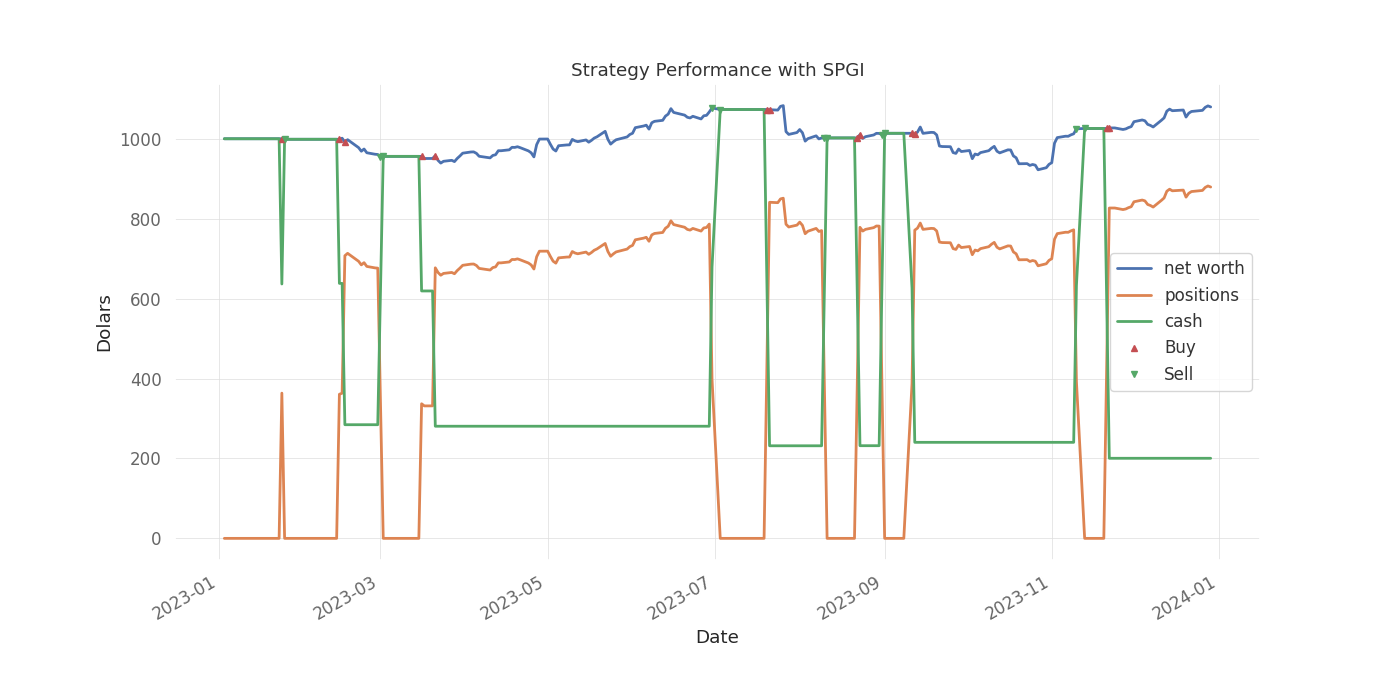 Strategy Performance with SPGI
Dolars
1000
800
600
400
200
0
net worth
positions
cash
Buy
Sell
2023-01
2023-03
2023-05
2023-07
2023-09
2023-11
2024-01
Date